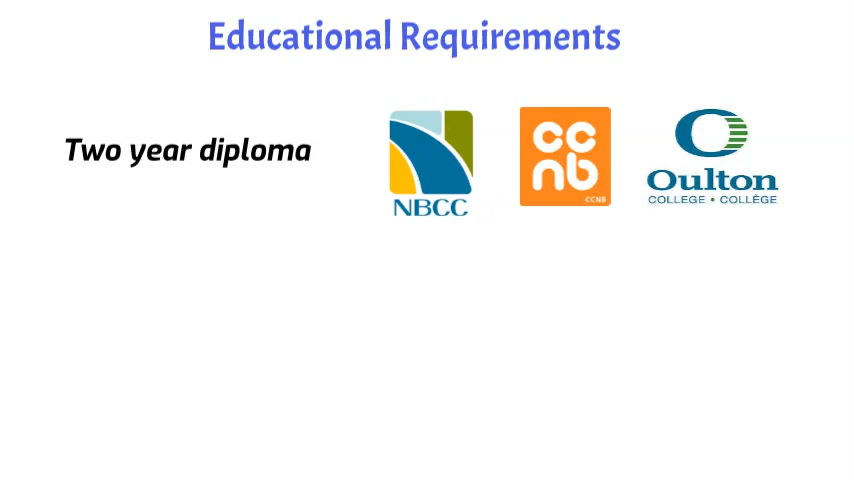 Educational Requirements
Two year diploma
NBCC
cc
nb
CCNB
Oulton
COLLEGE • COLLÈGE